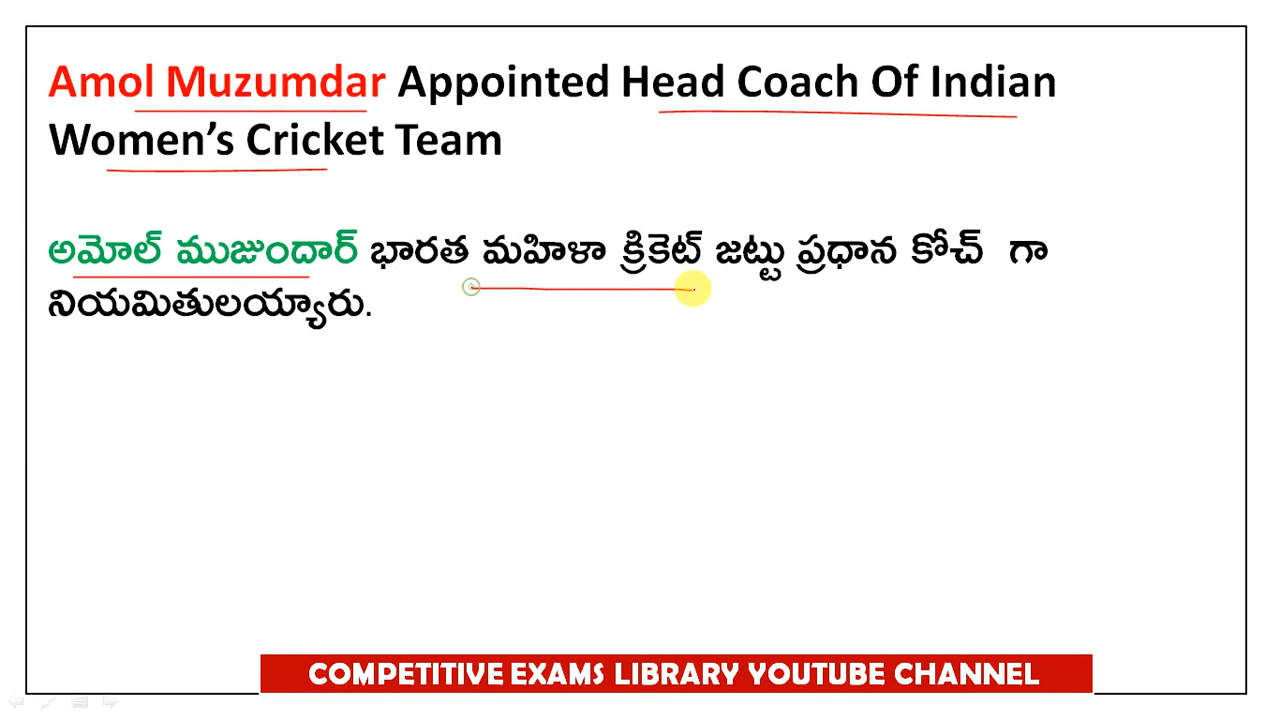 Amol Muzumdar Appointed Head Coach Of Indian
Women’s Cricket Team
అమోల్ ముజుందార్ భారత మహిళా క్రికెట్ జట్టు ప్రధాన కోచ్ గా
నియమితులయ్యారు.
COMPETITIVE EXAMS LIBRARY YOUTUBE CHANNEL